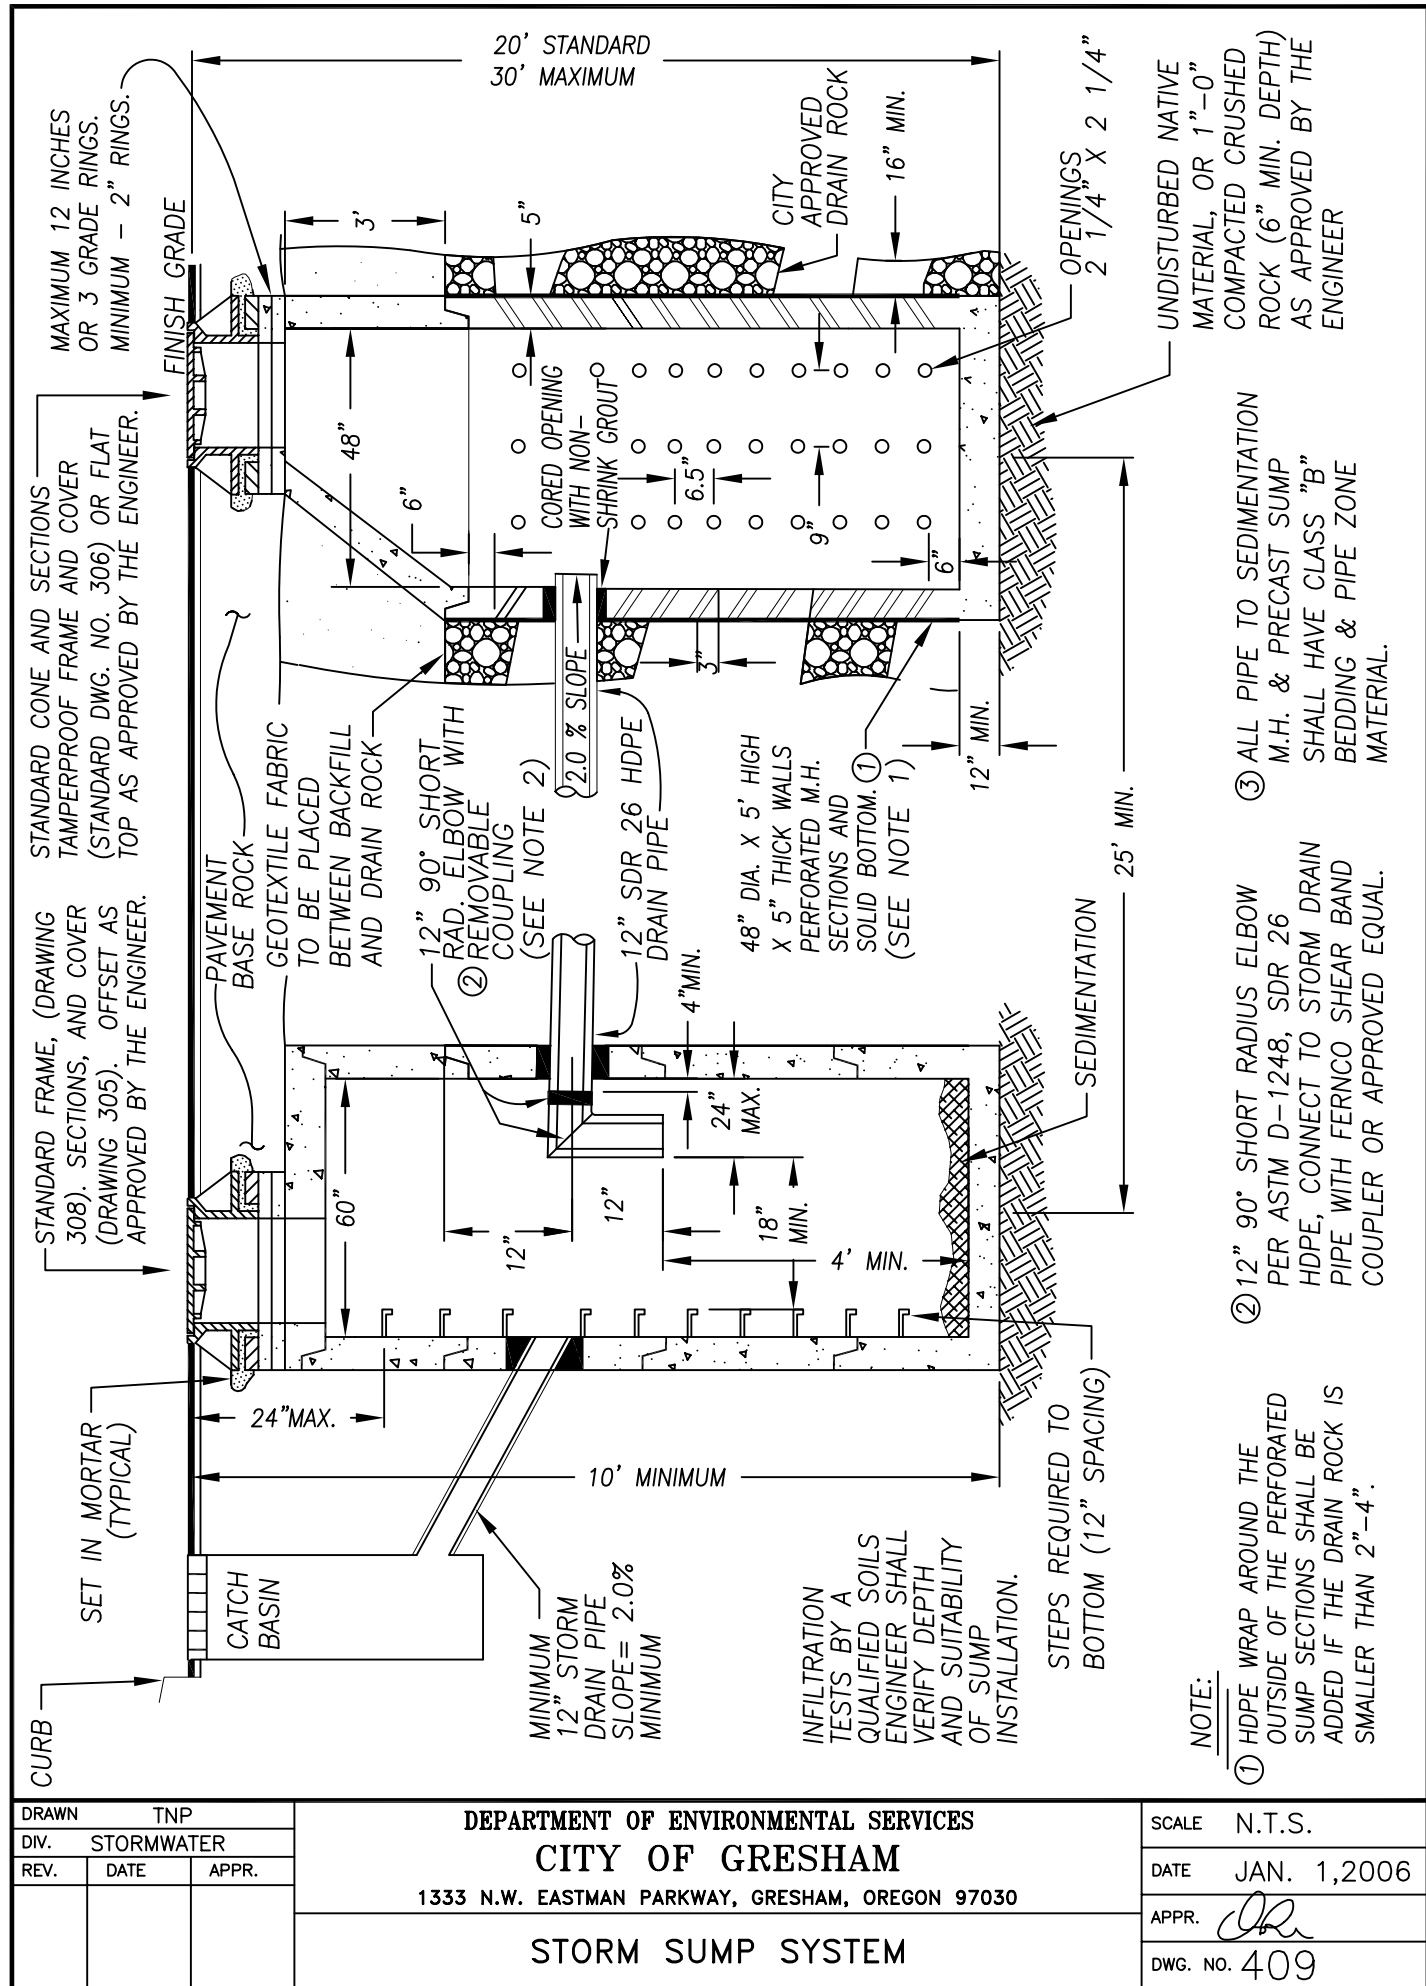 CURB
SET IN MORTAR
(TYPICAL)
STANDARD FRAME, (DRAWING
308). SECTIONS, AND COVER
(DRAWING 305). OFFSET AS
APPROVED BY THE ENGINEER.
STANDARD CONE AND SECTIONS
TAMPERPROOF FRAME AND COVER
(STANDARD DWG. NO. 306) OR FLAT
TOP AS APPROVED BY THE ENGINEER.
MAXIMUM 12 INCHES
OR 3 GRADE RINGS.
MINIMUM - 2" RINGS.
FINISH GRADE
PAVEMENT
BASE ROCK
GEOTEXTILE FABRIC
TO BE PLACED
BETWEEN BACKFILL
AND DRAIN ROCK
CATCH
BASIN
24"MAX.
60"
48"
3'
6"
5"
20' STANDARD
30' MAXIMUM
12" 90° SHORT
RAD. ELBOW WITH
② REMOVABLE
COUPLING
(SEE NOTE 2)
12"
12"
2.0 % SLOPE
CORED OPENING
WITH NON-
SHRINK GROUT
MINIMUM
12" STORM
DRAIN PIPE
SLOPE= 2.0%
MINIMUM
10' MINIMUM
12" SDR 26 HDPE
DRAIN PIPE
4"MIN.
24"
MAX.
18"
MIN.
4' MIN.
3"
6.5"
9"
6"
CITY
APPROVED
DRAIN ROCK
16" MIN.
48" DIA. X 5' HIGH
X 5" THICK WALLS
PERFORATED M.H.
SECTIONS AND
SOLID BOTTOM. ①
(SEE NOTE 1)
12" MIN.
INFILTRATION
TESTS BY A
QUALIFIED SOILS
ENGINEER SHALL
VERIFY DEPTH
AND SUITABILITY
OF SUMP
INSTALLATION.
STEPS REQUIRED TO
BOTTOM (12" SPACING)
SEDIMENTATION
25' MIN.
OPENINGS
2 1/4" X 2 1/4"
UNDISTURBED NATIVE
MATERIAL, OR 1"-0"
COMPACTED CRUSHED
ROCK (6" MIN. DEPTH)
AS APPROVED BY THE
ENGINEER
NOTE:
① HDPE WRAP AROUND THE
OUTSIDE OF THE PERFORATED
SUMP SECTIONS SHALL BE
ADDED IF THE DRAIN ROCK IS
SMALLER THAN 2"-4".
② 12" 90° SHORT RADIUS ELBOW
PER ASTM D-1248, SDR 26
HDPE, CONNECT TO STORM DRAIN
PIPE WITH FERNCO SHEAR BAND
COUPLER OR APPROVED EQUAL.
③ ALL PIPE TO SEDIMENTATION
M.H. & PRECAST SUMP
SHALL HAVE CLASS "B"
BEDDING & PIPE ZONE
MATERIAL.
DRAWN TNP
DIV. STORMWATER
REV. DATE APPR.
DEPARTMENT OF ENVIRONMENTAL SERVICES
CITY OF GRESHAM
1333 N.W. EASTMAN PARKWAY, GRESHAM, OREGON 97030
STORM SUMP SYSTEM
SCALE N.T.S.
DATE JAN. 1,2006
APPR.
DWG. NO. 409